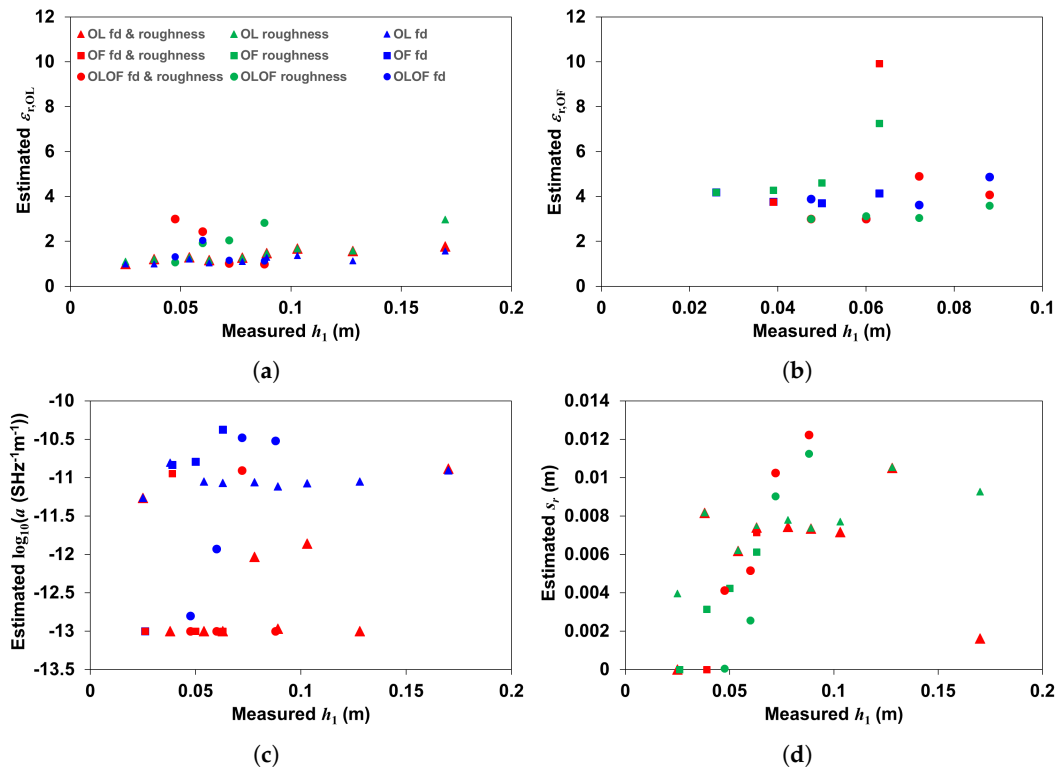 12
10
8
6
4
2
0
Estimated εr,OL
OL fd & roughness OL roughness OL fd
OF fd & roughness OF roughness OF fd
OLOF fd & roughness OLOF roughness OLOF fd
0 0.05 0.1 0.15 0.2
Measured h1 (m)
(a)
12
10
8
6
4
2
0
Estimated εr,OF
0 0.02 0.04 0.06 0.08 0.1
Measured h1 (m)
(b)
-10
-10.5
-11
-11.5
-12
-12.5
-13
-13.5
Estimated log10(a (SHz-1m-1))
0 0.05 0.1 0.15 0.2
Measured h1 (m)
(c)
0.014
0.012
0.01
0.008
0.006
0.004
0.002
0
Estimated sr (m)
0 0.05 0.1 0.15 0.2
Measured h1 (m)
(d)